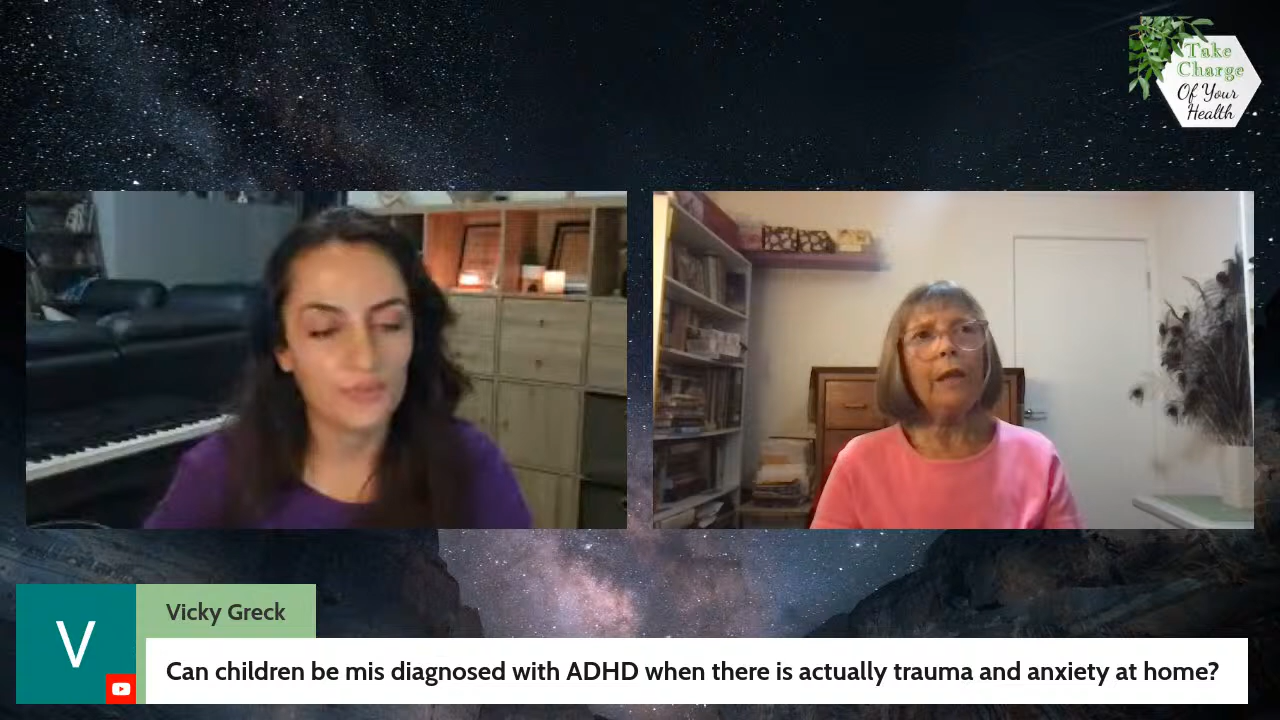 Take
Charge
Of Your
Health
V
Vicky Greck
Can children be mis diagnosed with ADHD when there is actually trauma and anxiety at home?